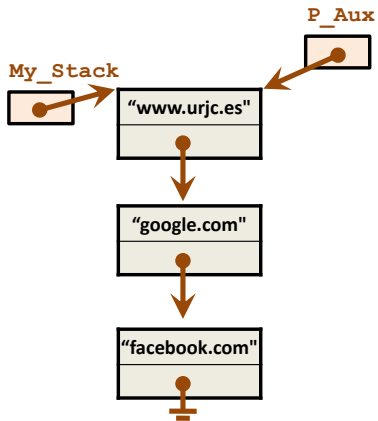 P_Aux
My_Stack
“www.urjc.es"
“google.com"
“facebook.com"